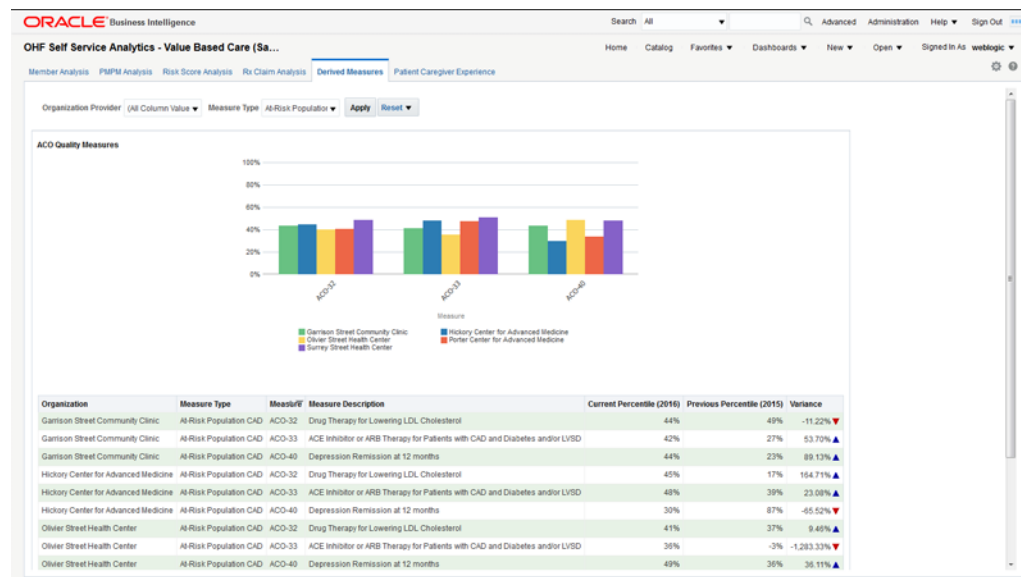 ORACLE Business Intelligence Search All Advanced Administration Help Sign Out
OHF Self Service Analytics - Value Based Care (Sa... Home Catalog Favorites Dashboards New Open Signed In As weblogic
Member Analysis PMPM Analysis Risk Score Analysis Rx Claim Analysis Derived Measures Patient Caregiver Experience
Organization Provider (All Column Value Measure Type At-Risk Population Apply Reset
ACO Quality Measures
100%
80%
60%
40%
20%
0%
ACO-32 ACO-33 ACO-40
Measure
Garrison Street Community Clinic Hickory Center for Advanced Medicine
Olivier Street Health Center Porter Center for Advanced Medicine
Surrey Street Health Center
Organization Measure Type Measure Measure Description Current Percentile (2016) Previous Percentile (2015) Variance
Garrison Street Community Clinic At-Risk Population CAD ACO-32 Drug Therapy for Lowering LDL Cholesterol 44% 49% -11.22%
Garrison Street Community Clinic At-Risk Population CAD ACO-33 ACE Inhibitor or ARB Therapy for Patients with CAD and Diabetes and/or LVSD 42% 27% 53.70%
Garrison Street Community Clinic At-Risk Population CAD ACO-40 Depression Remission at 12 months 44% 23% 89.13%
Hickory Center for Advanced Medicine At-Risk Population CAD ACO-32 Drug Therapy for Lowering LDL Cholesterol 45% 17% 164.71%
Hickory Center for Advanced Medicine At-Risk Population CAD ACO-33 ACE Inhibitor or ARB Therapy for Patients with CAD and Diabetes and/or LVSD 48% 39% 23.08%
Hickory Center for Advanced Medicine At-Risk Population CAD ACO-40 Depression Remission at 12 months 30% 87% -65.52%
Olivier Street Health Center At-Risk Population CAD ACO-32 Drug Therapy for Lowering LDL Cholesterol 41% 37% 9.46%
Olivier Street Health Center At-Risk Population CAD ACO-33 ACE Inhibitor or ARB Therapy for Patients with CAD and Diabetes and/or LVSD 36% -3% -1,283.33%
Olivier Street Health Center At-Risk Population CAD ACO-40 Depression Remission at 12 months 49% 36% 36.11%